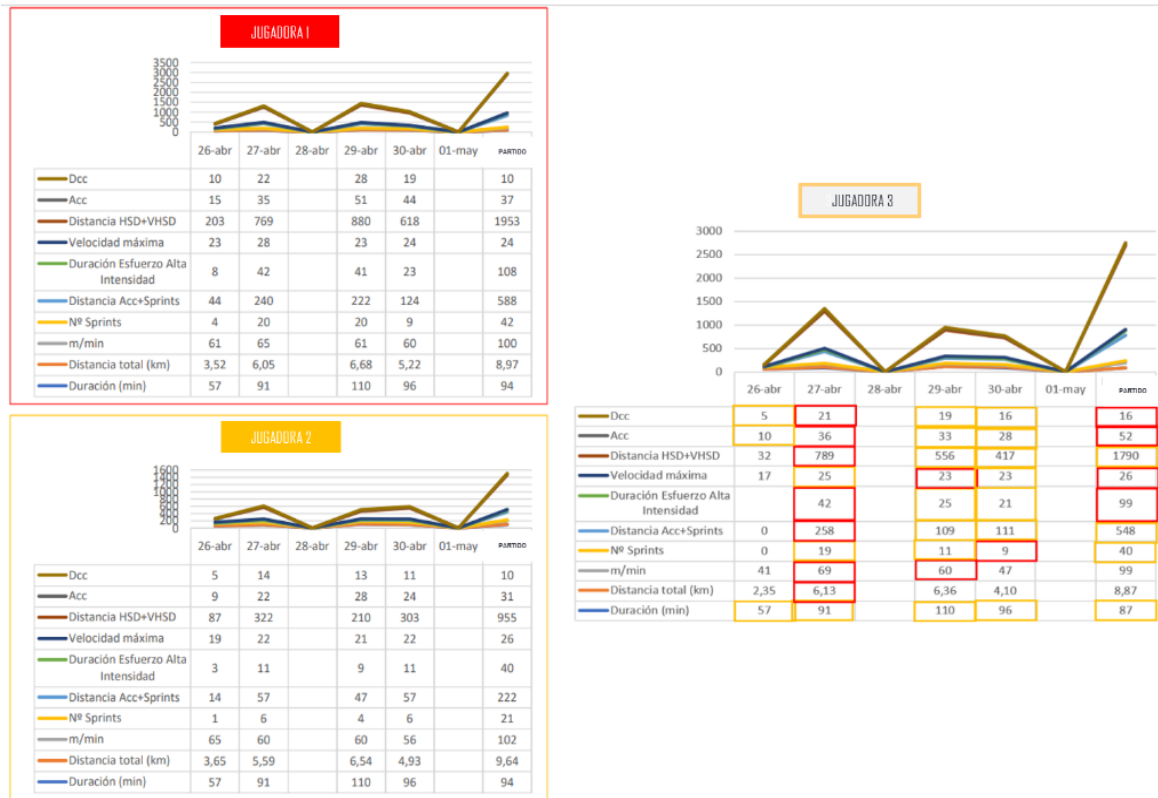 JUGADORA 1
3500
3000
2500
2000
1500
1000
500
0
26-abr 27-abr 28-abr 29-abr 30-abr 01-may PARTIDO
Dcc 10 22 28 19 10
Acc 15 35 51 44 37
Distancia HSD+VHSD 203 769 880 618 1953
Velocidad máxima 23 28 23 24 24
Duración Esfuerzo Alta
Intensidad 8 42 41 23 108
Distancia Acc+Sprints 44 240 222 124 588
Nº Sprints 4 20 20 9 42
m/min 61 65 61 60 100
Distancia total (km) 3,52 6,05 6,68 5,22 8,97
Duración (min) 57 91 110 96 94
JUGADORA 2
1600
1400
1200
1000
800
600
400
200
0
26-abr 27-abr 28-abr 29-abr 30-abr 01-may PARTIDO
Dcc 5 14 13 11 10
Acc 9 22 28 24 31
Distancia HSD+VHSD 87 322 210 303 955
Velocidad máxima 19 22 21 22 26
Duración Esfuerzo Alta
Intensidad 3 11 9 11 40
Distancia Acc+Sprints 14 57 47 57 222
Nº Sprints 1 6 4 6 21
m/min 65 60 60 56 102
Distancia total (km) 3,65 5,59 6,54 4,93 9,64
Duración (min) 57 91 110 96 94
JUGADORA 3
3000
2500
2000
1500
1000
500
0
26-abr 27-abr 28-abr 29-abr 30-abr 01-may PARTIDO
Dcc 5 21 19 16 16
Acc 10 36 33 28 52
Distancia HSD+VHSD 32 789 556 417 1790
Velocidad máxima 17 25 23 23 26
Duración Esfuerzo Alta
Intensidad 42 25 21 99
Distancia Acc+Sprints 0 258 109 111 548
Nº Sprints 0 19 11 9 40
m/min 41 69 60 47 99
Distancia total (km) 2,35 6,13 6,36 4,10 8,87
Duración (min) 57 91 110 96 87